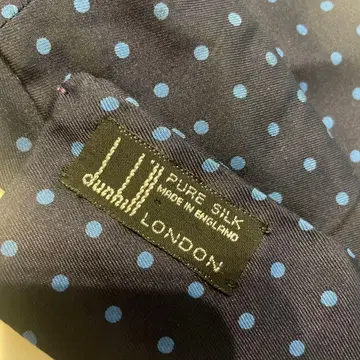 dunhill
PURE SILK
MADE IN ENGLAND
LONDON